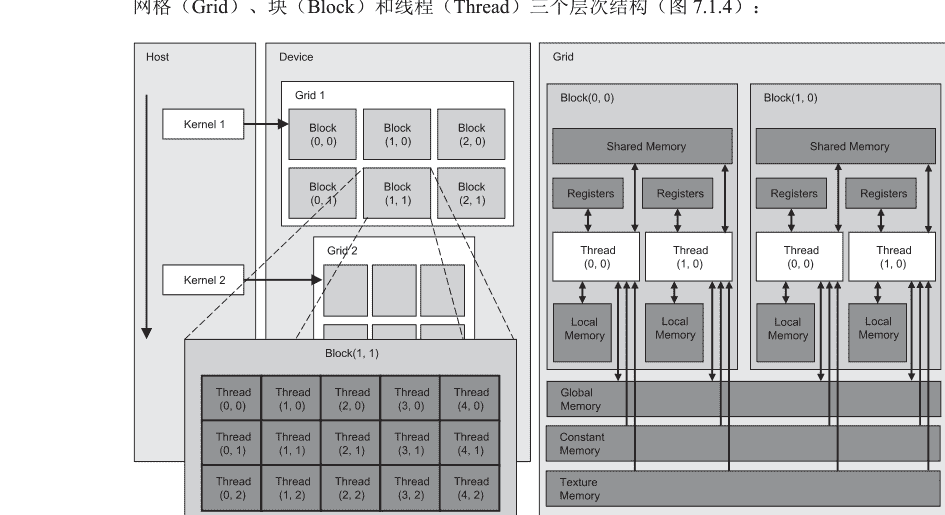 网格（Grid）、块（Block）和线程（Thread）三个层次结构（图 7.1.4）：
Host
Kernel 1
Kernel 2
Device
Grid 1
Block
(0, 0)
Block
(1, 0)
Block
(2, 0)
Block
(0, 1)
Block
(1, 1)
Block
(2, 1)
Grid 2
Block(1, 1)
Thread
(0, 0)
Thread
(1, 0)
Thread
(2, 0)
Thread
(3, 0)
Thread
(4, 0)
Thread
(0, 1)
Thread
(1, 1)
Thread
(2, 1)
Thread
(3, 1)
Thread
(4, 1)
Thread
(0, 2)
Thread
(1, 2)
Thread
(2, 2)
Thread
(3, 2)
Thread
(4, 2)
Grid
Block(0, 0)
Shared Memory
Registers
Registers
Thread
(0, 0)
Thread
(1, 0)
Local
Memory
Local
Memory
Block(1, 0)
Shared Memory
Registers
Registers
Thread
(0, 0)
Thread
(1, 0)
Local
Memory
Local
Memory
Global
Memory
Constant
Memory
Texture
Memory